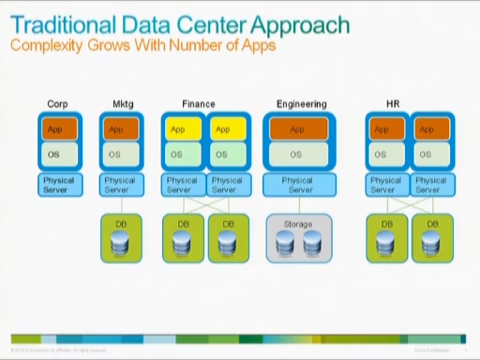 Traditional Data Center Approach
Complexity Grows With Number of Apps
Corp Mktg Finance Engineering HR
App App App App App App App
OS OS OS OS OS OS OS
Physical Server Physical Server Physical Server Physical Server Physical Server Physical Server Physical Server
DB DB DB Storage DB DB